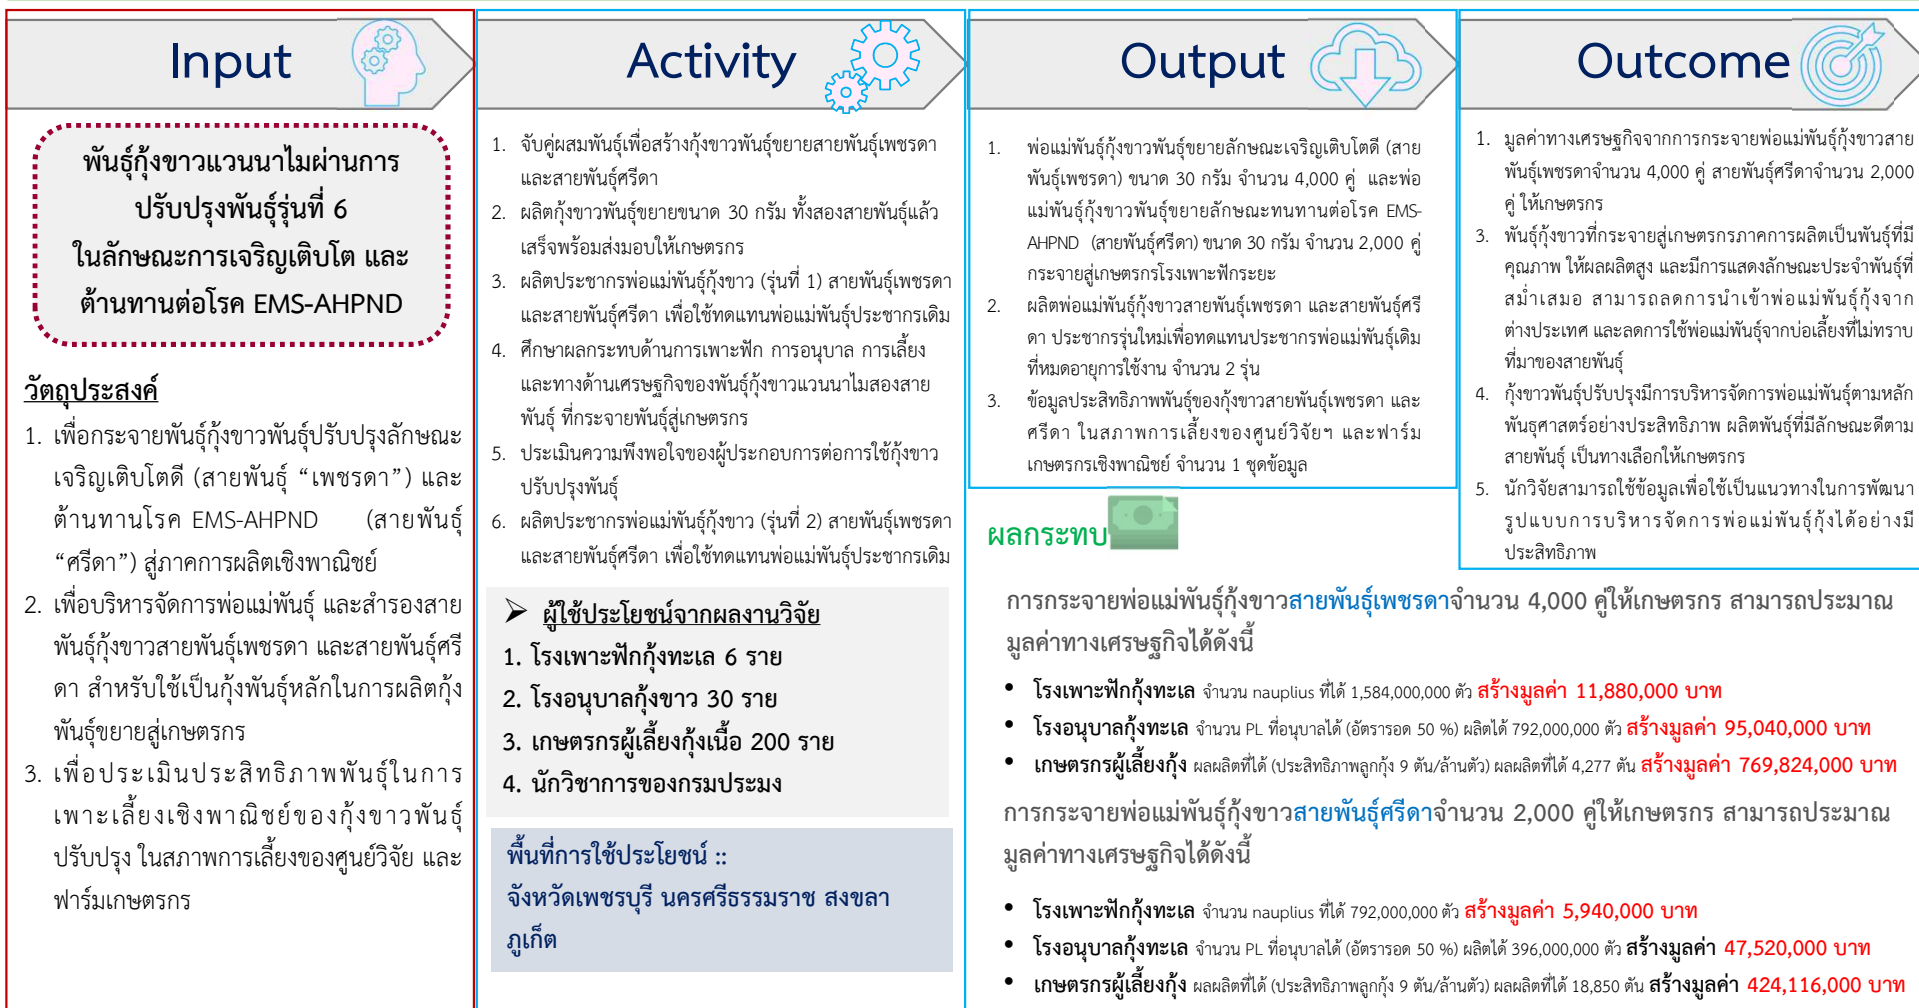 Input
พันธุ์กุ้งขาวแวนนาไมผ่านการ
ปรับปรุงพันธุ์รุ่นที่ 6
ในลักษณะการเจริญเติบโต และ
ต้านทานต่อโรค EMS-AHPND
วัตถุประสงค์
1. เพื่อกระจายพันธุ์กุ้งขาวพันธุ์ปรับปรุงลักษณะ
เจริญเติบโตดี (สายพันธุ์ “เพชรดา”) และ
ต้านทานโรค EMS-AHPND (สายพันธุ์
“ศรีดา”) สู่ภาคการผลิตเชิงพาณิชย์
2. เพื่อบริหารจัดการพ่อแม่พันธุ์ และสำรองสาย
พันธุ์กุ้งขาวสายพันธุ์เพชรดา และสายพันธุ์ศรี
ดา สำหรับใช้เป็นกุ้งพันธุ์หลักในการผลิตกุ้ง
พันธุ์ขยายสู่เกษตรกร
3. เพื่อประเมินประสิทธิภาพพันธุ์ในการ
เพาะเลี้ยงเชิงพาณิชย์ของกุ้งขาวพันธุ์
ปรับปรุง ในสภาพการเลี้ยงของศูนย์วิจัย และ
ฟาร์มเกษตรกร
Activity
1. จับคู่ผสมพันธุ์เพื่อสร้างกุ้งขาวพันธุ์ขยายสายพันธุ์เพชรดา
และสายพันธุ์ศรีดา
2. ผลิตกุ้งขาวพันธุ์ขยายขนาด 30 กรัม ทั้งสองสายพันธุ์แล้ว
เสร็จพร้อมส่งมอบให้เกษตรกร
3. ผลิตประชากรพ่อแม่พันธุ์กุ้งขาว (รุ่นที่ 1) สายพันธุ์เพชรดา
และสายพันธุ์ศรีดา เพื่อใช้ทดแทนพ่อแม่พันธุ์ประชากรเดิม
4. ศึกษาผลกระทบด้านการเพาะฟัก การอนุบาล การเลี้ยง
และทางด้านเศรษฐกิจของพันธุ์กุ้งขาวแวนนาไมสองสาย
พันธุ์ ที่กระจายพันธุ์สู่เกษตรกร
5. ประเมินความพึงพอใจของผู้ประกอบการต่อการใช้กุ้งขาว
ปรับปรุงพันธุ์
6. ผลิตประชากรพ่อแม่พันธุ์กุ้งขาว (รุ่นที่ 2) สายพันธุ์เพชรดา
และสายพันธุ์ศรีดา เพื่อใช้ทดแทนพ่อแม่พันธุ์ประชากรเดิม
➢ ผู้ใช้ประโยชน์จากผลงานวิจัย
1. โรงเพาะฟักกุ้งทะเล 6 ราย
2. โรงอนุบาลกุ้งขาว 30 ราย
3. เกษตรกรผู้เลี้ยงกุ้งเนื้อ 200 ราย
4. นักวิชาการของกรมประมง
พื้นที่การใช้ประโยชน์ ::
จังหวัดเพชรบุรี นครศรีธรรมราช สงขลา
ภูเก็ต
Output
1. พ่อแม่พันธุ์กุ้งขาวพันธุ์ขยายลักษณะเจริญเติบโตดี (สาย
พันธุ์เพชรดา) ขนาด 30 กรัม จำนวน 4,000 คู่ และพ่อ
แม่พันธุ์กุ้งขาวพันธุ์ขยายลักษณะทนทานต่อโรค EMS-
AHPND (สายพันธุ์ศรีดา) ขนาด 30 กรัม จำนวน 2,000 คู่
กระจายสู่เกษตรกรโรงเพาะฟักระยะ
2. ผลิตพ่อแม่พันธุ์กุ้งขาวสายพันธุ์เพชรดา และสายพันธุ์ศรี
ดา ประชากรรุ่นใหม่เพื่อทดแทนประชากรพ่อแม่พันธุ์เดิม
ที่หมดอายุการใช้งาน จำนวน 2 รุ่น
3. ข้อมูลประสิทธิภาพพันธุ์ของกุ้งขาวสายพันธุ์เพชรดา และ
ศรีดา ในสภาพการเลี้ยงของศูนย์วิจัยฯ และฟาร์ม
เกษตรกรเชิงพาณิชย์ จำนวน 1 ชุดข้อมูล
Outcome
1. มูลค่าทางเศรษฐกิจจากการกระจายพ่อแม่พันธุ์กุ้งขาวสาย
พันธุ์เพชรดาจำนวน 4,000 คู่ สายพันธุ์ศรีดาจำนวน 2,000
คู่ ให้เกษตรกร
3. พันธุ์กุ้งขาวที่กระจายสู่เกษตรกรภาคการผลิตเป็นพันธุ์ที่มี
คุณภาพ ให้ผลผลิตสูง และมีการแสดงลักษณะประจำพันธุ์ที่
สม่ำเสมอ สามารถลดการนำเข้าพ่อแม่พันธุ์กุ้งจาก
ต่างประเทศ และลดการใช้พ่อแม่พันธุ์จากบ่อเลี้ยงที่ไม่ทราบ
ที่มาของสายพันธุ์
4. กุ้งขาวพันธุ์ปรับปรุงมีการบริหารจัดการพ่อแม่พันธุ์ตามหลัก
พันธุศาสตร์อย่างประสิทธิภาพ ผลิตพันธุ์ที่มีลักษณะดีตาม
สายพันธุ์ เป็นทางเลือกให้เกษตรกร
5. นักวิจัยสามารถใช้ข้อมูลเพื่อใช้เป็นแนวทางในการพัฒนา
รูปแบบการบริหารจัดการพ่อแม่พันธุ์กุ้งได้อย่างมี
ประสิทธิภาพ
ผลกระทบ
การกระจายพ่อแม่พันธุ์กุ้งขาวสายพันธุ์เพชรดาจำนวน 4,000 คู่ให้เกษตรกร สามารถประมาณ
มูลค่าทางเศรษฐกิจได้ดังนี้
• โรงเพาะฟักกุ้งทะเล จำนวน nauplius ที่ได้ 1,584,000,000 ตัว สร้างมูลค่า 11,880,000 บาท
• โรงอนุบาลกุ้งทะเล จำนวน PL ที่อนุบาลได้ (อัตรารอด 50 %) ผลิตได้ 792,000,000 ตัว สร้างมูลค่า 95,040,000 บาท
• เกษตรกรผู้เลี้ยงกุ้ง ผลผลิตที่ได้ (ประสิทธิภาพลูกกุ้ง 9 ตัน/ล้านตัว) ผลผลิตที่ได้ 4,277 ตัน สร้างมูลค่า 769,824,000 บาท
การกระจายพ่อแม่พันธุ์กุ้งขาวสายพันธุ์ศรีดาจำนวน 2,000 คู่ให้เกษตรกร สามารถประมาณ
มูลค่าทางเศรษฐกิจได้ดังนี้
• โรงเพาะฟักกุ้งทะเล จำนวน nauplius ที่ได้ 792,000,000 ตัว สร้างมูลค่า 5,940,000 บาท
• โรงอนุบาลกุ้งทะเล จำนวน PL ที่อนุบาลได้ (อัตรารอด 50 %) ผลิตได้ 396,000,000 ตัว สร้างมูลค่า 47,520,000 บาท
• เกษตรกรผู้เลี้ยงกุ้ง ผลผลิตที่ได้ (ประสิทธิภาพลูกกุ้ง 9 ตัน/ล้านตัว) ผลผลิตที่ได้ 18,850 ตัน สร้างมูลค่า 424,116,000 บาท